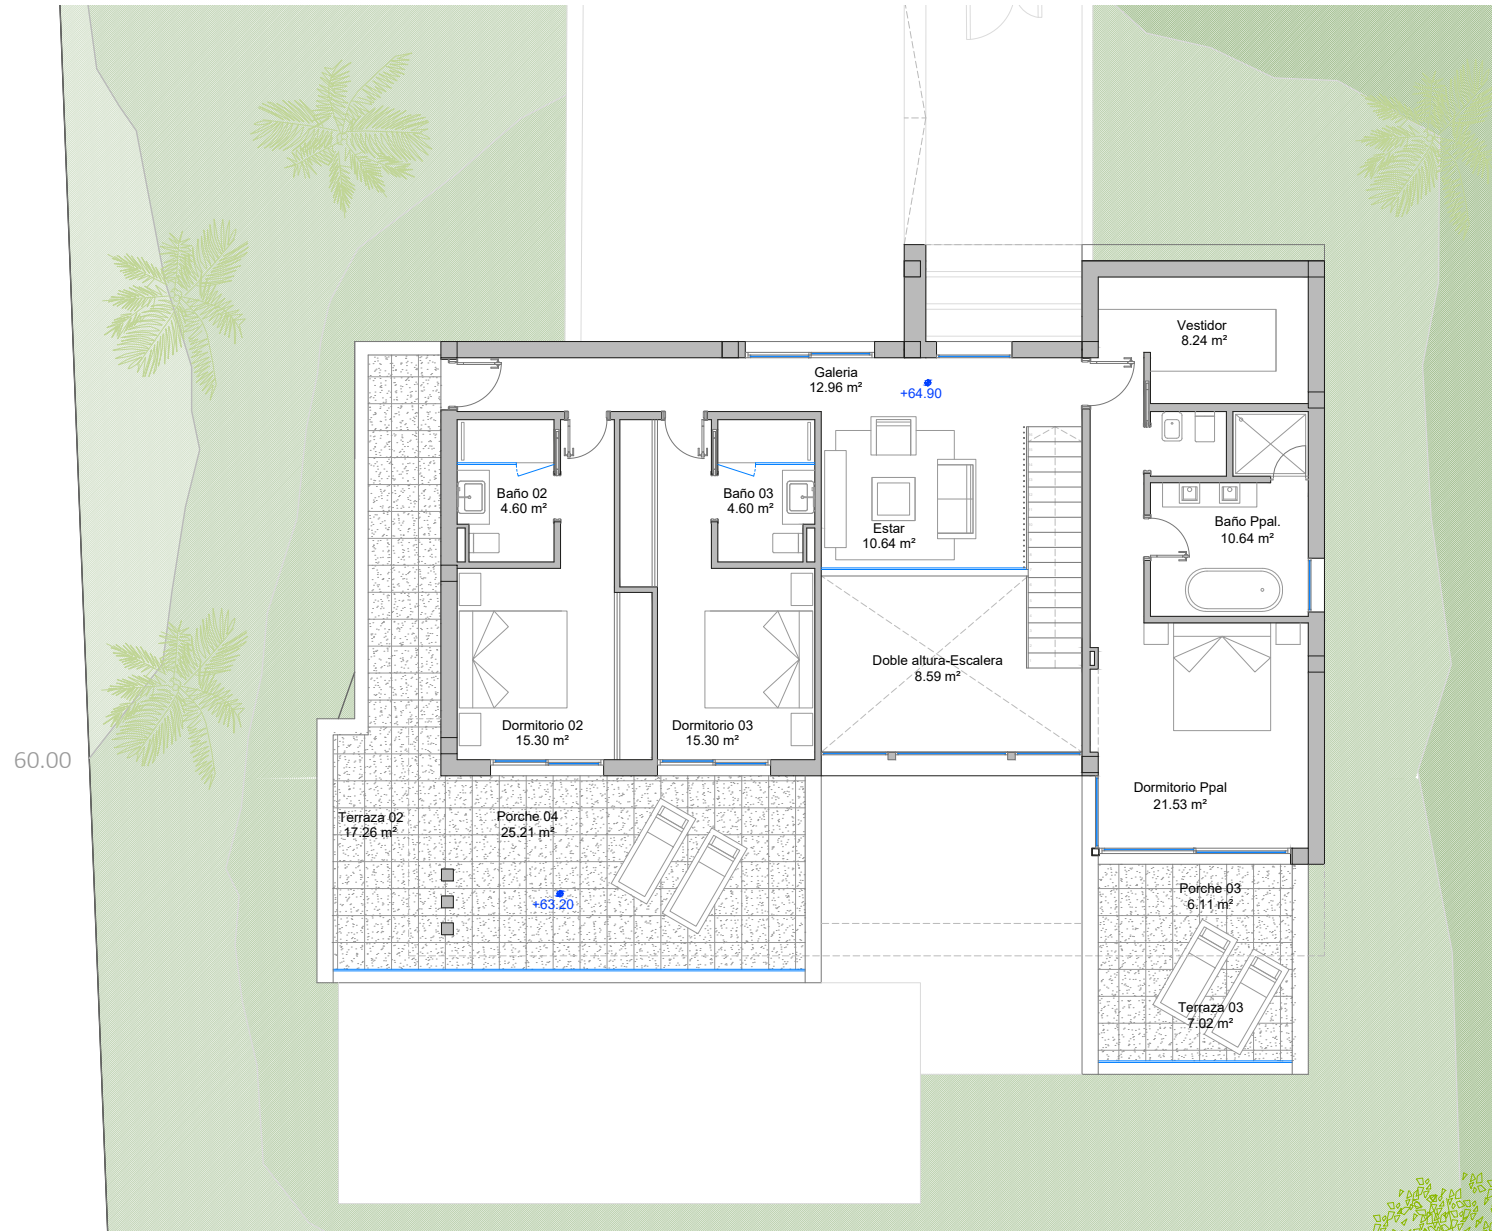 Vestidor
8.24 m²
Galeria
12.96 m²
+64.90
Baño 02
4.60 m²
Baño 03
4.60 m²
Estar
10.64 m²
Baño Ppal.
10.64 m²
Doble altura-Escalera
8.59 m²
Dormitorio 02
15.30 m²
Dormitorio 03
15.30 m²
60.00
Dormitorio Ppal
21.53 m²
Terraza 02
17.26 m²
Porche 04
25.21 m²
+63.20
Porche 03
6.11 m²
Terraza 03
7.02 m²